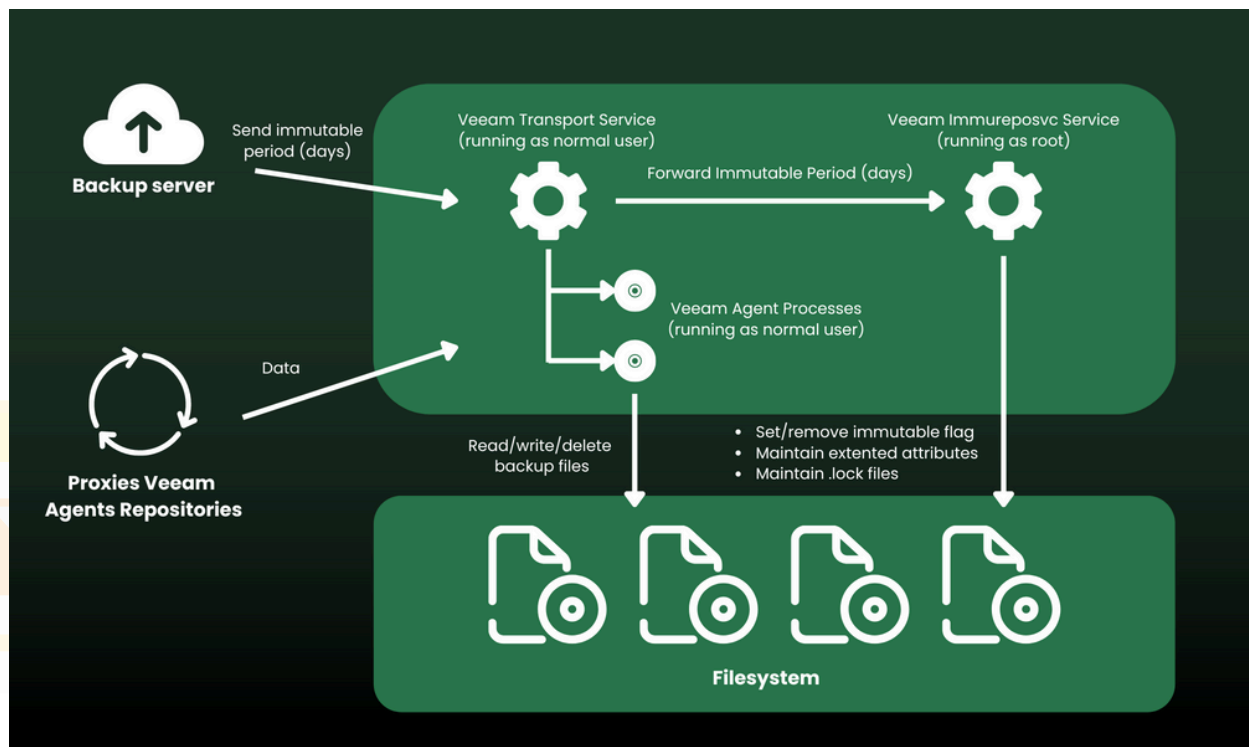 Backup server
Send immutable
period (days)
Veeam Transport Service
(running as normal user)
Forward Immutable Period (days)
Veeam Immureposvc Service
(running as root)
Veeam Agent Processes
(running as normal user)
Data
Proxies Veeam
Agents Repositories
Read/write/delete
backup files
• Set/remove immutable flag
• Maintain extented attributes
• Maintain .lock files
Filesystem